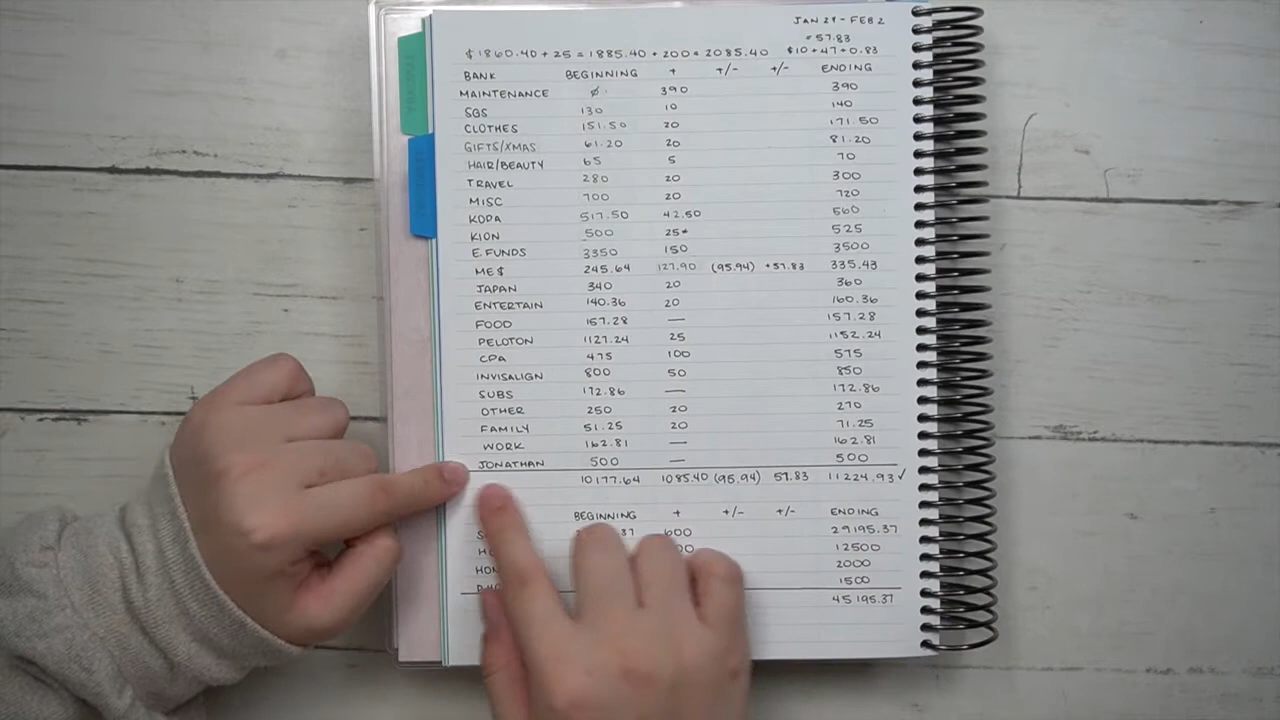 JAN 29 - FEB 2
= 57.83
$1860.40 + 25 = 1885.40 + 200 = 2085.40 $10 + 47 + 0.83
BANK BEGINNING + +/- +/- ENDING
MAINTENANCE ∅ 390 390
SGS 130 10 140
CLOTHES 151.50 20 171.50
GIFTS/XMAS 61.20 20 81.20
HAIR/BEAUTY 65 5 70
TRAVEL 280 20 300
MISC 700 20 720
KODA 517.50 42.50 560
KION 500 25* 525
E.FUNDS 3350 150 3500
ME$ 245.64 127.90 (95.94) +57.83 335.43
JAPAN 340 20 360
ENTERTAIN 140.36 20 160.36
FOOD 157.28 — 157.28
PELOTON 1127.24 25 1152.24
CPA 475 100 575
INVISALIGN 800 50 850
SUBS 172.86 — 172.86
OTHER 250 20 270
FAMILY 51.25 20 71.25
WORK 162.81 — 162.81
JONATHAN 500 — 500
10177.64 1085.40 (95.94) 57.83 11224.93 ✓
BEGINNING + +/- +/- ENDING
600 29195.37
12500
2000
1500
45195.37